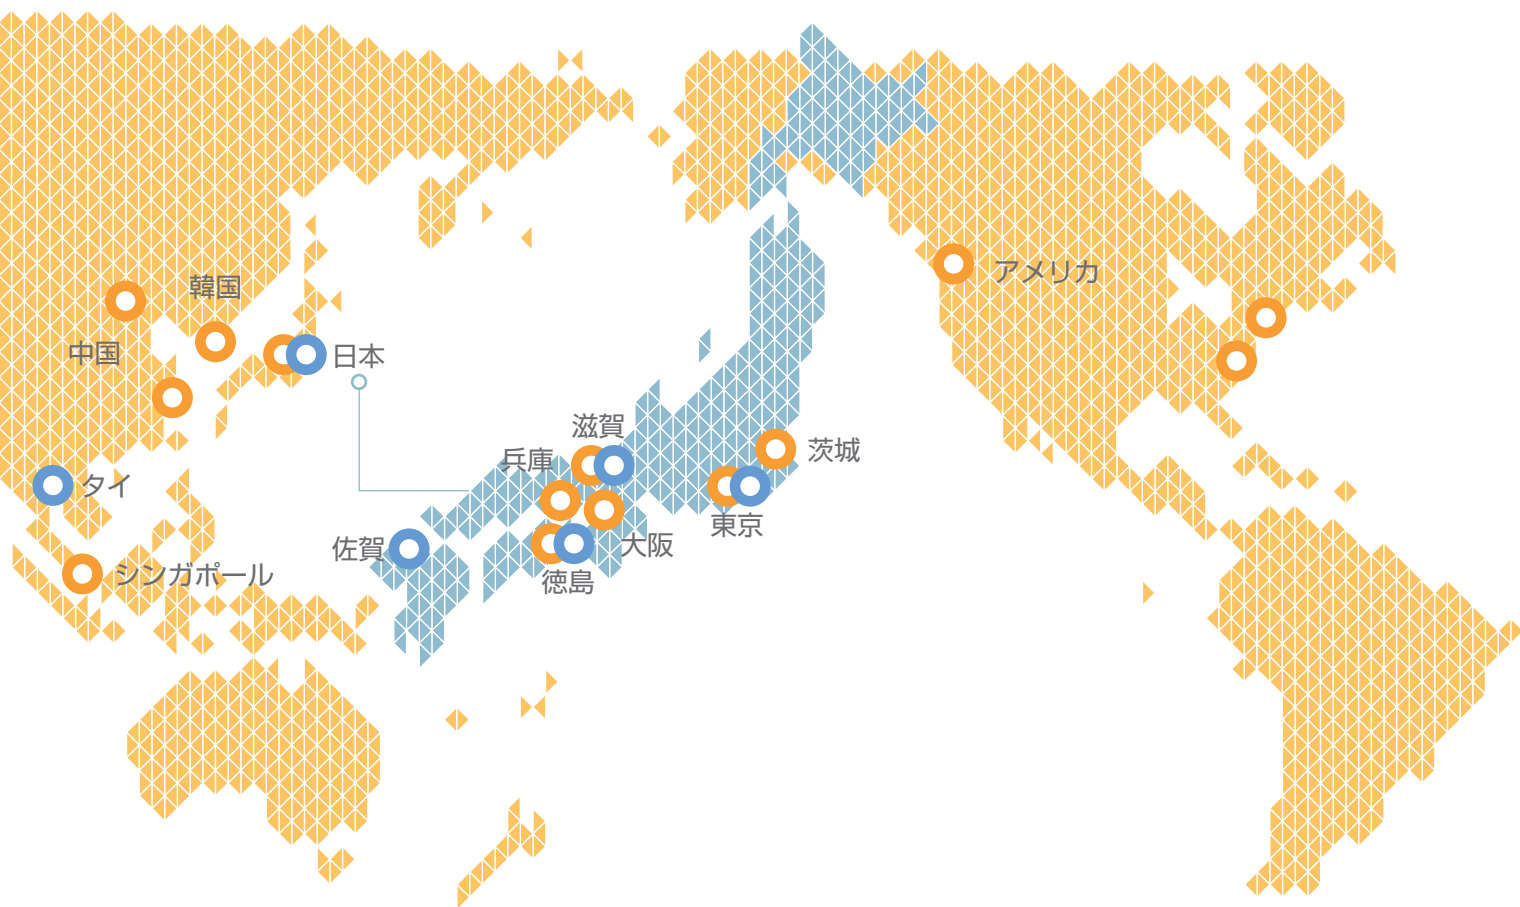 アメリカ
韓国
中国
日本
滋賀
兵庫
茨城
タイ
東京
佐賀
大阪
シンガポール
徳島